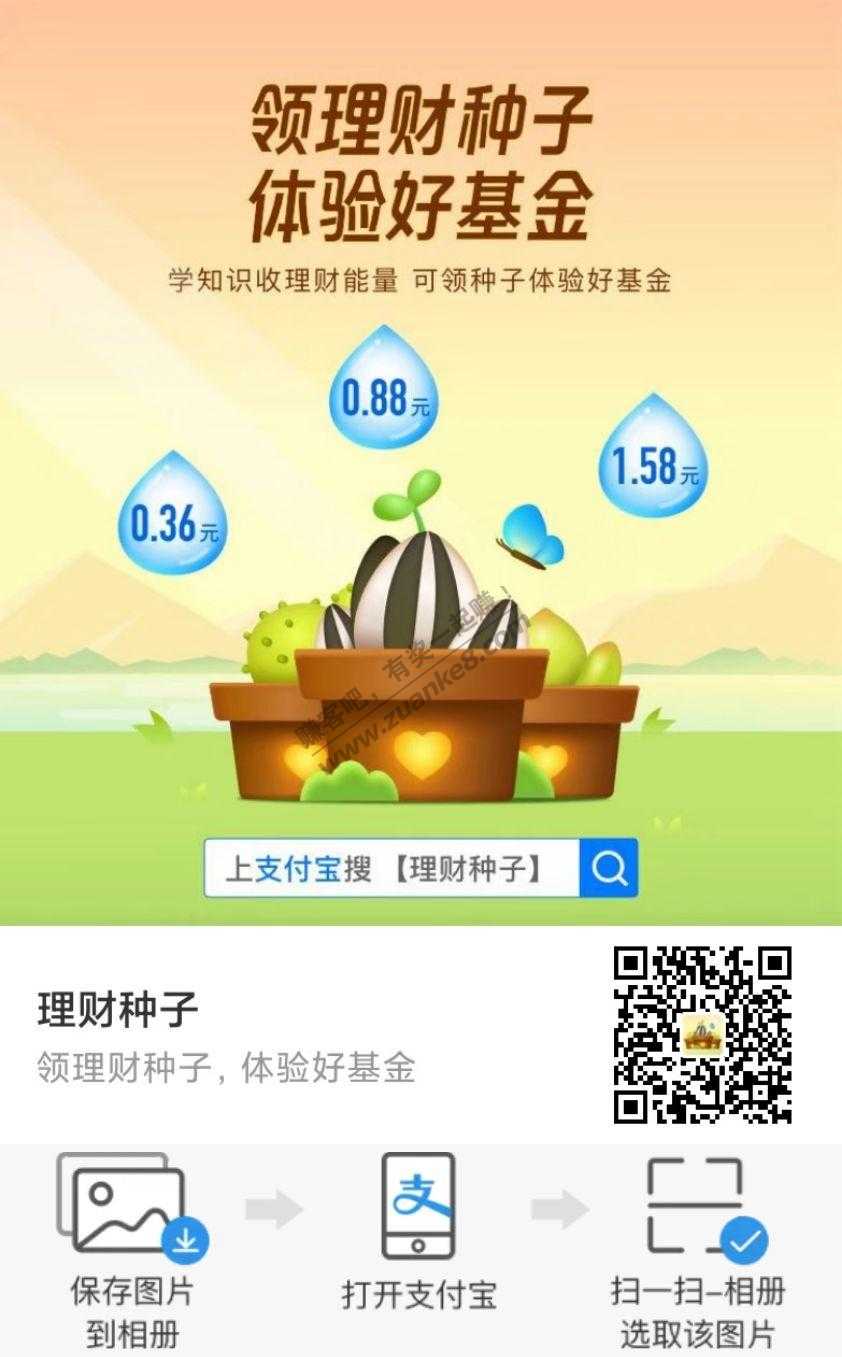 领理财种子
体验好基金
学知识收理财能量 可领种子体验好基金
0.88元
1.58元
0.36元
赚客吧，有奖一起赚！
www.zuanke8.com
上支付宝搜 【理财种子】
理财种子
领理财种子，体验好基金
支
保存图片
到相册
打开支付宝
扫一扫-相册
选取该图片